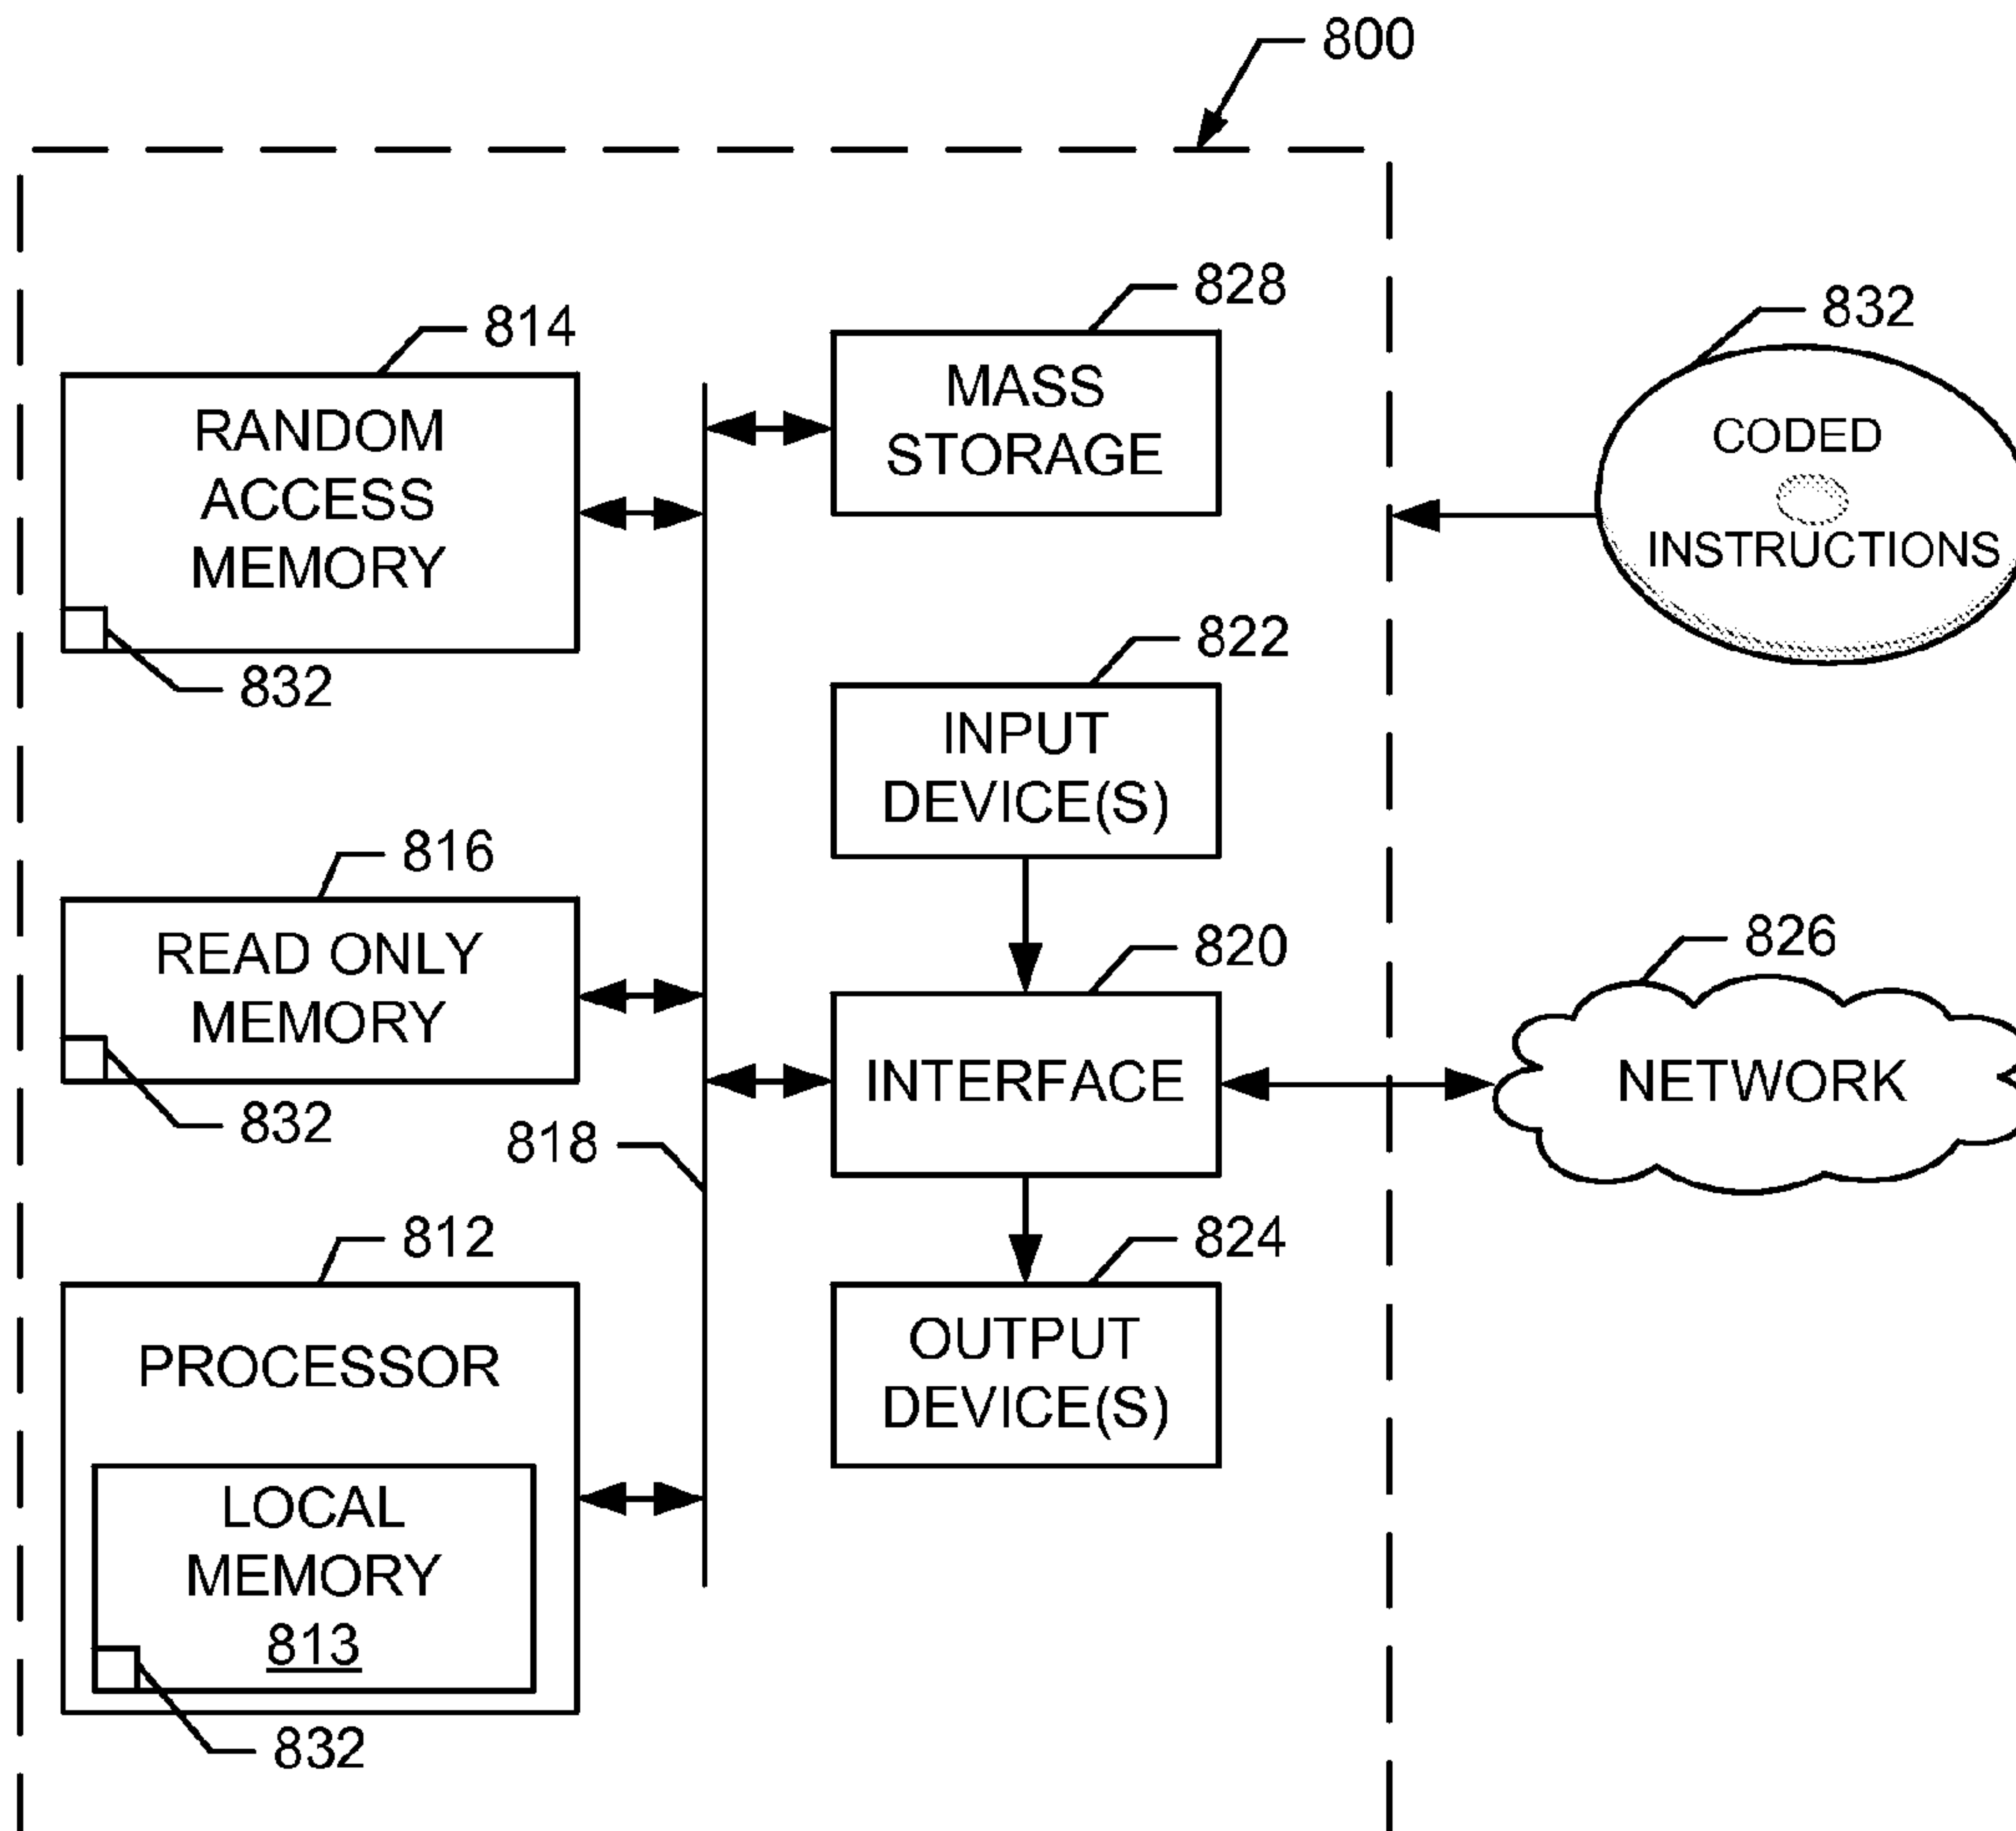 800
828
814
832
MASS
STORAGE
RANDOM
ACCESS
MEMORY
CODED
INSTRUCTIONS
832
822
INPUT
DEVICE(S)
816
READ ONLY
MEMORY
820
826
INTERFACE
NETWORK
832
818
812
824
PROCESSOR
OUTPUT
DEVICE(S)
LOCAL
MEMORY
813
832